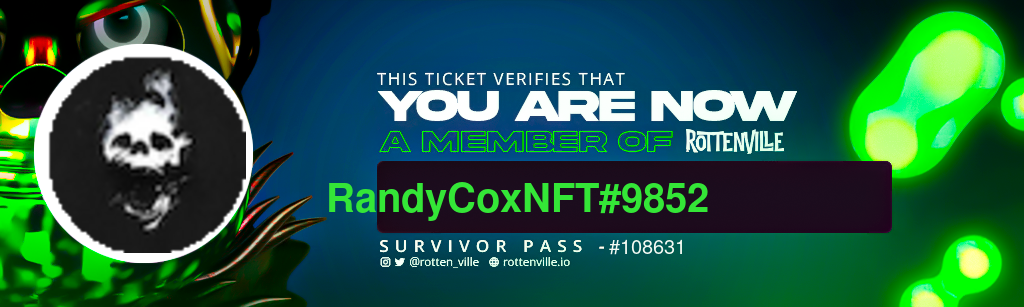 THIS TICKET VERIFIES THAT
YOU ARE NOW
A MEMBER OF ROTTENVILLE
RandyCoxNFT#9852
SURVIVOR PASS - #108631
@rotten_ville rottenville.io